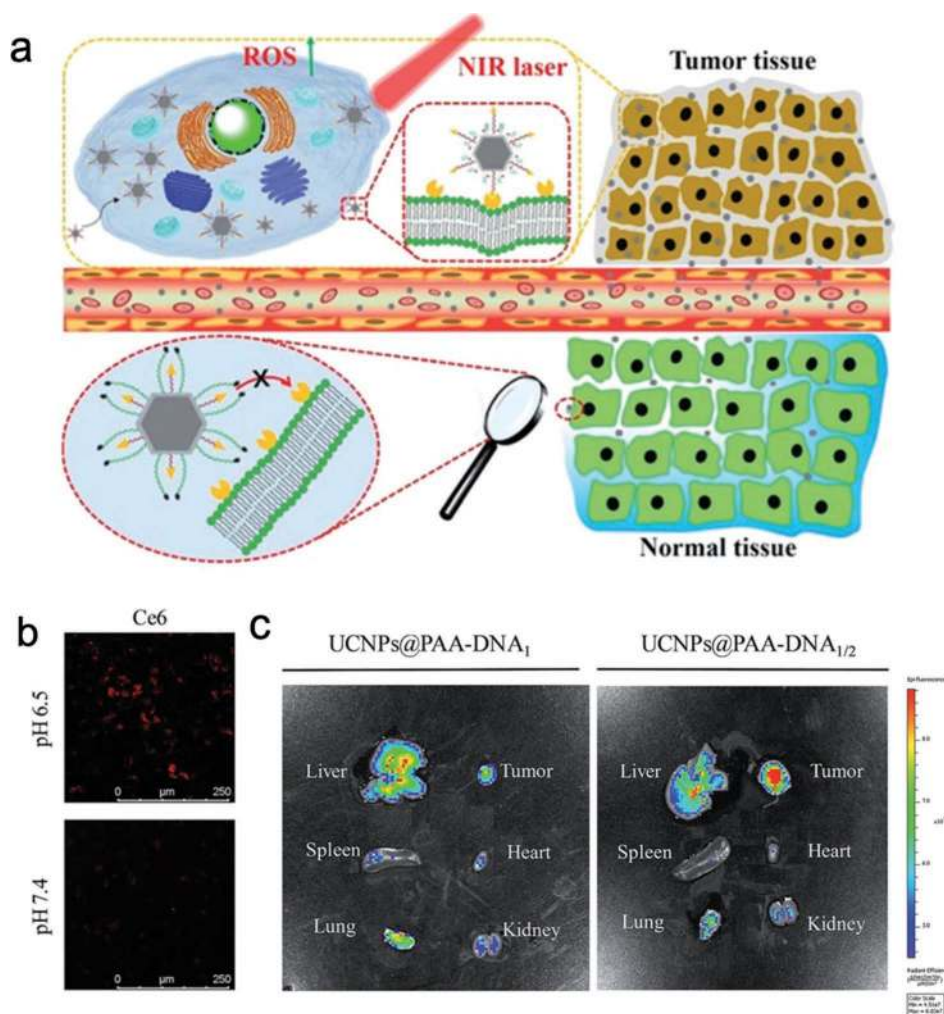 a
ROS
NIR laser
Tumor tissue
X
Normal tissue
b
Ce6
pH 6.5
0 µm 250
pH 7.4
0 µm 250
c
UCNPs@PAA-DNA1
UCNPs@PAA-DNA1/2
Liver
Tumor
Spleen
Heart
Lung
Kidney
Liver
Tumor
Spleen
Heart
Lung
Kidney
Color Scale